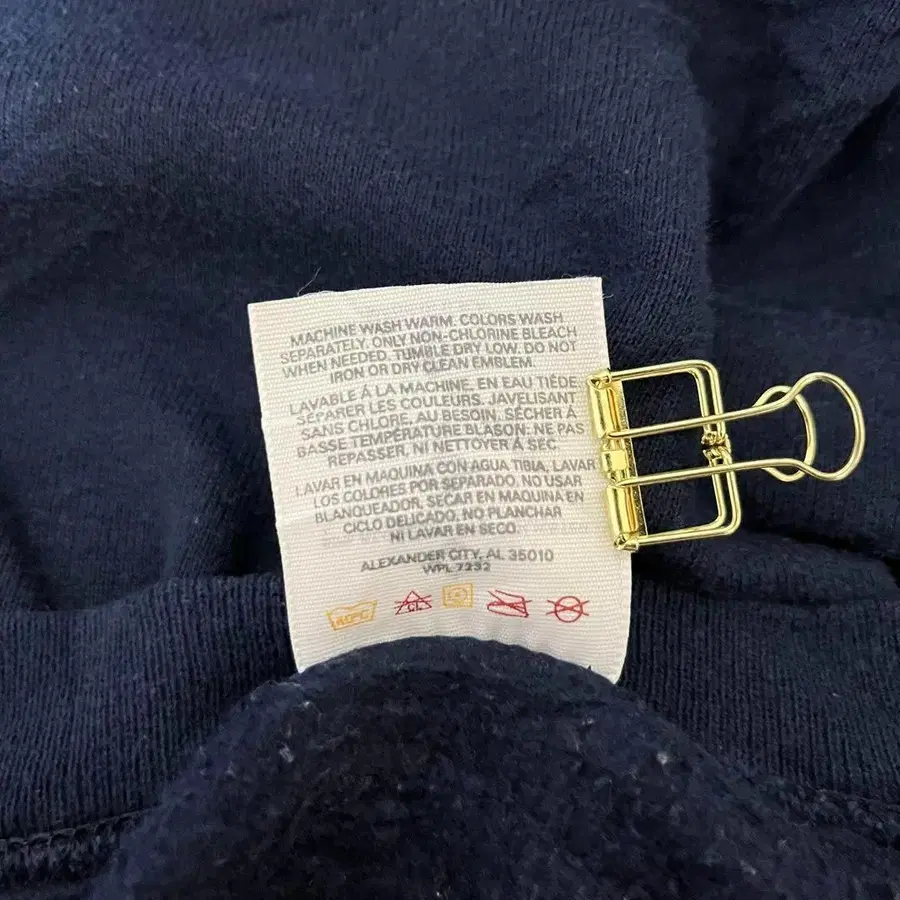 MACHINE WASH WARM. COLORS WASH
SEPARATELY. ONLY NON-CHLORINE BLEACH
WHEN NEEDED. TUMBLE DRY LOW. DO NOT
IRON OR DRY CLEAN EMBLEM.
LAVABLE À LA MACHINE, EN EAU TIÈDE,
SÉPARER LES COULEURS. JAVELISANT
SANS CHLORE, AU BESOIN. SÉCHER À
BASSE TEMPÉRATURE BLASON: NE PAS
REPASSER, NI NETTOYER À SEC
LAVAR EN MAQUINA CON AGUA TIBIA, LAVAR
LOS COLORES POR SEPARADO. NO USAR
BLANQUEADOR, SECAR EN MAQUINA EN
CICLO DELICADO, NO PLANCHAR
NI LAVAR EN SECO.
ALEXANDER CITY, AL 35010
WPL 7232
40°C CL